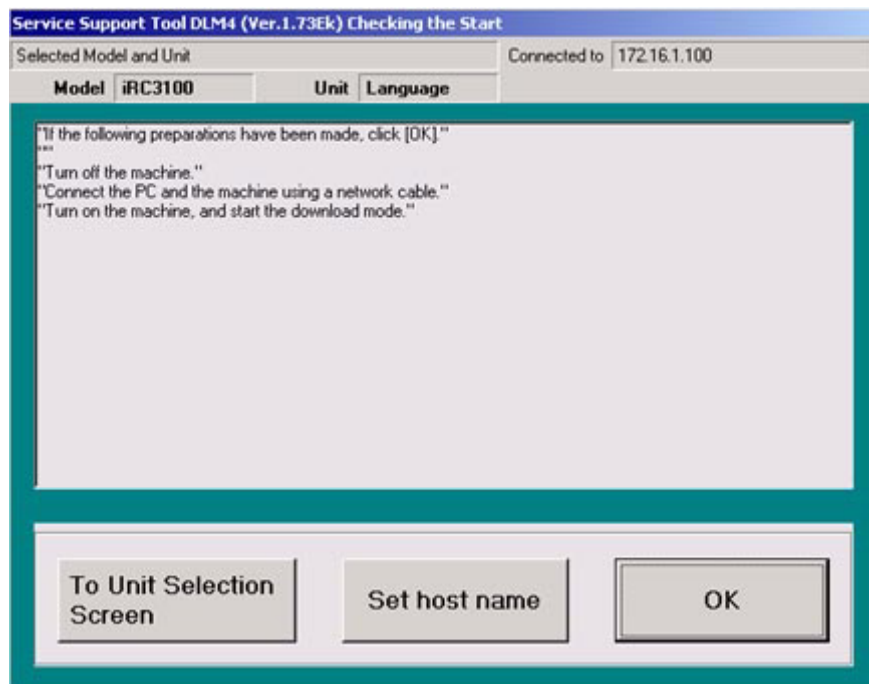 Service Support Tool DLM4 (Ver.1.73Ek) Checking the Start
Selected Model and Unit Connected to 172.16.1.100
Model iRC3100 Unit Language
"If the following preparations have been made, click [OK]."
""
"Turn off the machine."
"Connect the PC and the machine using a network cable."
"Turn on the machine, and start the download mode."
To Unit Selection
Screen
Set host name
OK